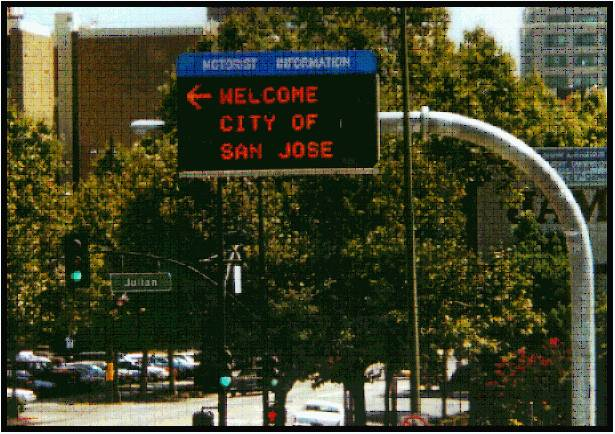 MOTORIST INFORMATION
← WELCOME
CITY OF
SAN JOSE
Julian